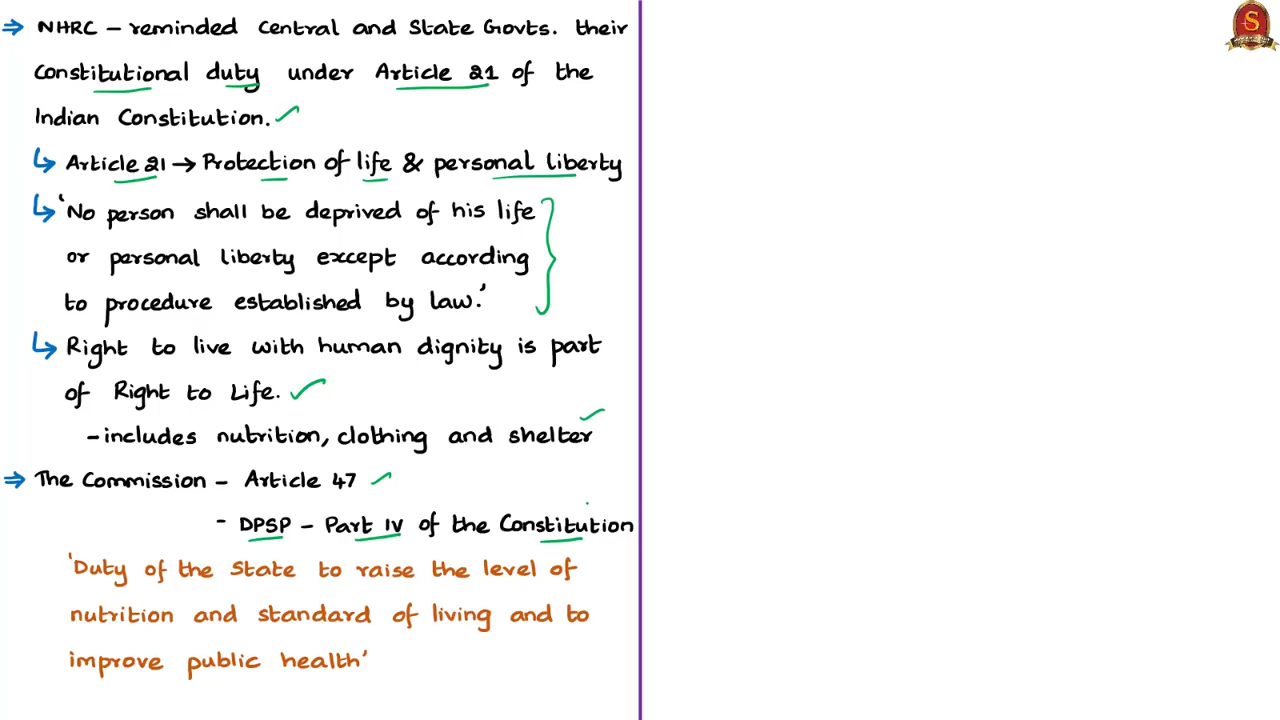 ⇒ NHRC – reminded Central and State Govts. their
Constitutional duty under Article 21 of the
Indian Constitution.
↳ Article 21 → Protection of life & personal liberty
↳ 'No person shall be deprived of his life
or personal liberty except according
to procedure established by law.'
↳ Right to live with human dignity is part
of Right to Life.
– includes nutrition, clothing and shelter
⇒ The Commission – Article 47
- DPSP – Part IV of the Constitution
'Duty of the State to raise the level of
nutrition and standard of living and to
improve public health'